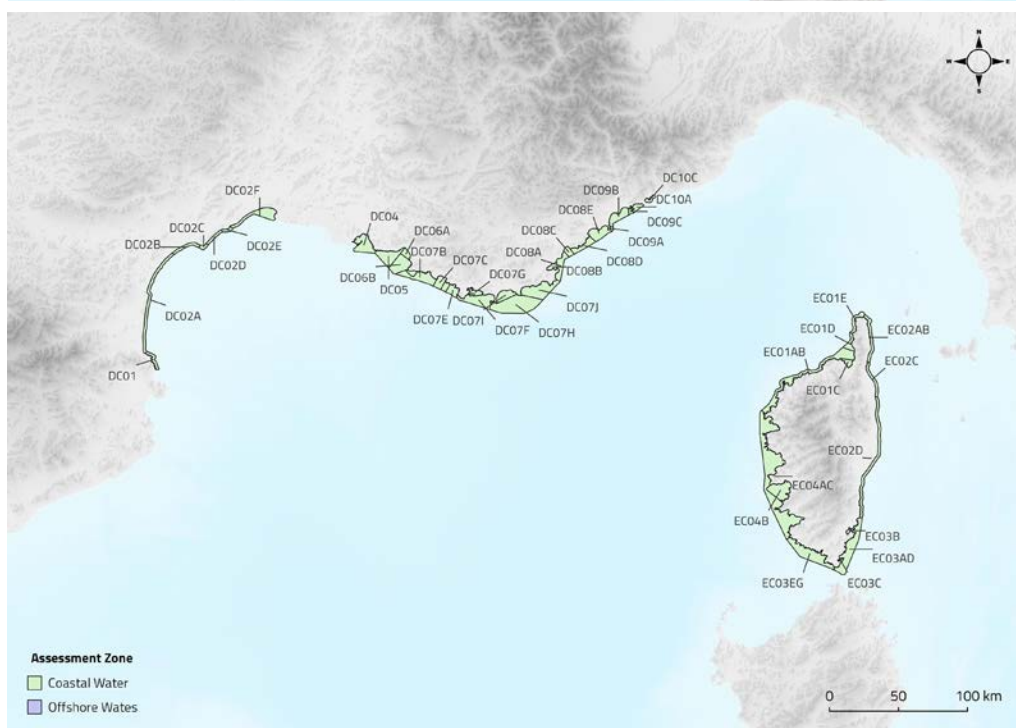 N
W
E
S
DC10C
DC09B
DC10A
DC02F
DC08E
DC09C
DC04
DC02C
DC06A
DC08C
DC02B
DC02E
DC07B
DC09A
DC02D
DC07C
DC08A
DC08D
DC06B
DC07G
DC08B
DC05
DC02A
DC07E
DC07J
DC07I
DC07F
DC07H
DC01
EC01E
EC01D
EC02AB
EC01AB
EC02C
EC01C
EC02D
EC04AC
EC04B
EC03B
EC03AD
EC03EG
EC03C
Assessment Zone
Coastal Water
Offshore Wates
0 50 100 km